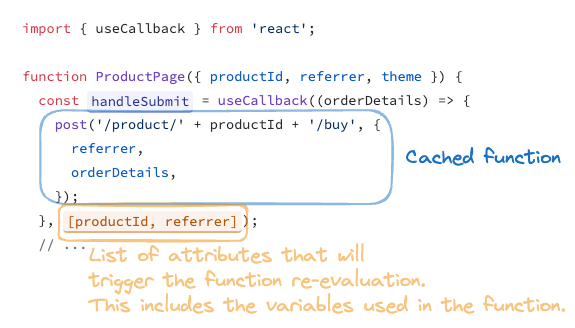 import { useCallback } from 'react';
function ProductPage({ productId, referrer, theme }) {
const handleSubmit = useCallback((orderDetails) => {
post('/product/' + productId + '/buy', {
referrer,
orderDetails,
});
Cached function
}, [productId, referrer]);
// ...
List of attributes that will
trigger the function re-evaluation.
This includes the variables used in the function.